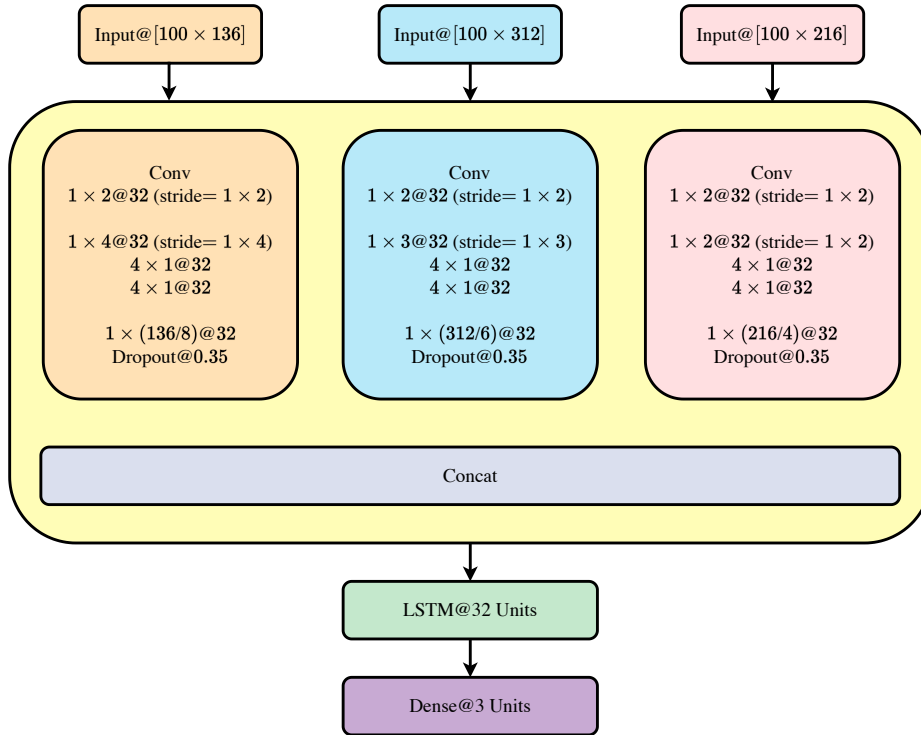 Input@[100 × 136]
Input@[100 × 312]
Input@[100 × 216]
Conv
1 × 2@32 (stride= 1 × 2)
1 × 4@32 (stride= 1 × 4)
4 × 1@32
4 × 1@32
1 × (136/8)@32
Dropout@0.35
Conv
1 × 2@32 (stride= 1 × 2)
1 × 3@32 (stride= 1 × 3)
4 × 1@32
4 × 1@32
1 × (312/6)@32
Dropout@0.35
Conv
1 × 2@32 (stride= 1 × 2)
1 × 2@32 (stride= 1 × 2)
4 × 1@32
4 × 1@32
1 × (216/4)@32
Dropout@0.35
Concat
LSTM@32 Units
Dense@3 Units